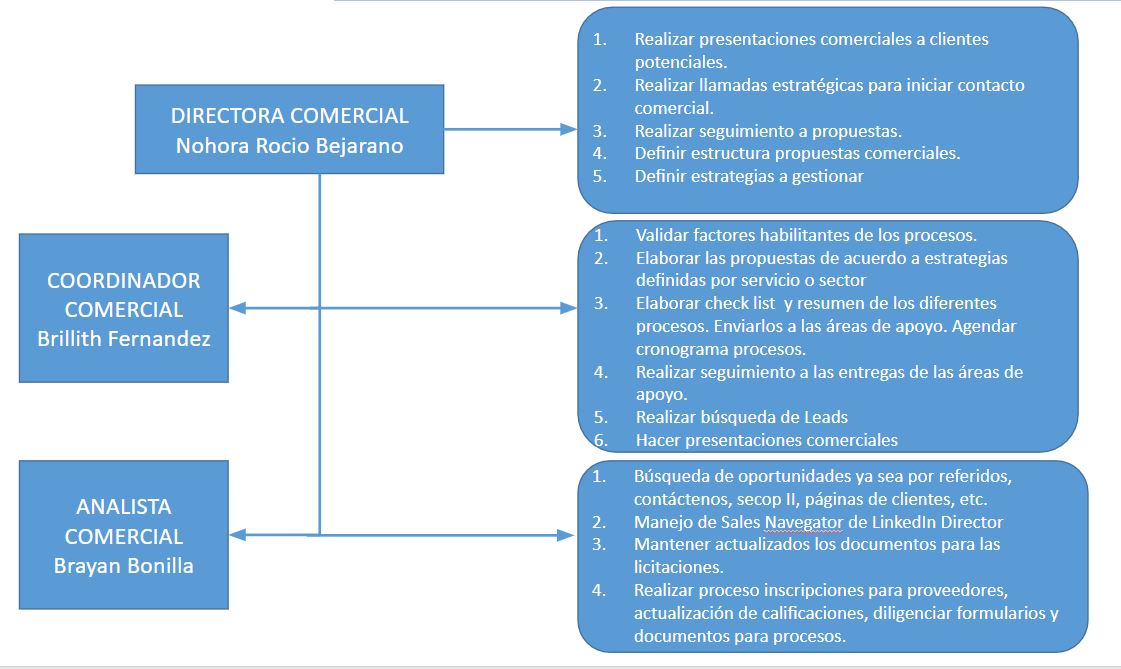 DIRECTORA COMERCIAL
Nohora Rocio Bejarano
1. Realizar presentaciones comerciales a clientes
potenciales.
2. Realizar llamadas estratégicas para iniciar contacto
comercial.
3. Realizar seguimiento a propuestas.
4. Definir estructura propuestas comerciales.
5. Definir estrategias a gestionar
COORDINADOR
COMERCIAL
Brillith Fernandez
1. Validar factores habilitantes de los procesos.
2. Elaborar las propuestas de acuerdo a estrategias
definidas por servicio o sector
3. Elaborar check list y resumen de los diferentes
procesos. Enviarlos a las áreas de apoyo. Agendar
cronograma procesos.
4. Realizar seguimiento a las entregas de las áreas de
apoyo.
5. Realizar búsqueda de Leads
6. Hacer presentaciones comerciales
ANALISTA
COMERCIAL
Brayan Bonilla
1. Búsqueda de oportunidades ya sea por referidos,
contáctenos, secop II, páginas de clientes, etc.
2. Manejo de Sales Navegator de LinkedIn Director
3. Mantener actualizados los documentos para las
licitaciones.
4. Realizar proceso inscripciones para proveedores,
actualización de calificaciones, diligenciar formularios y
documentos para procesos.